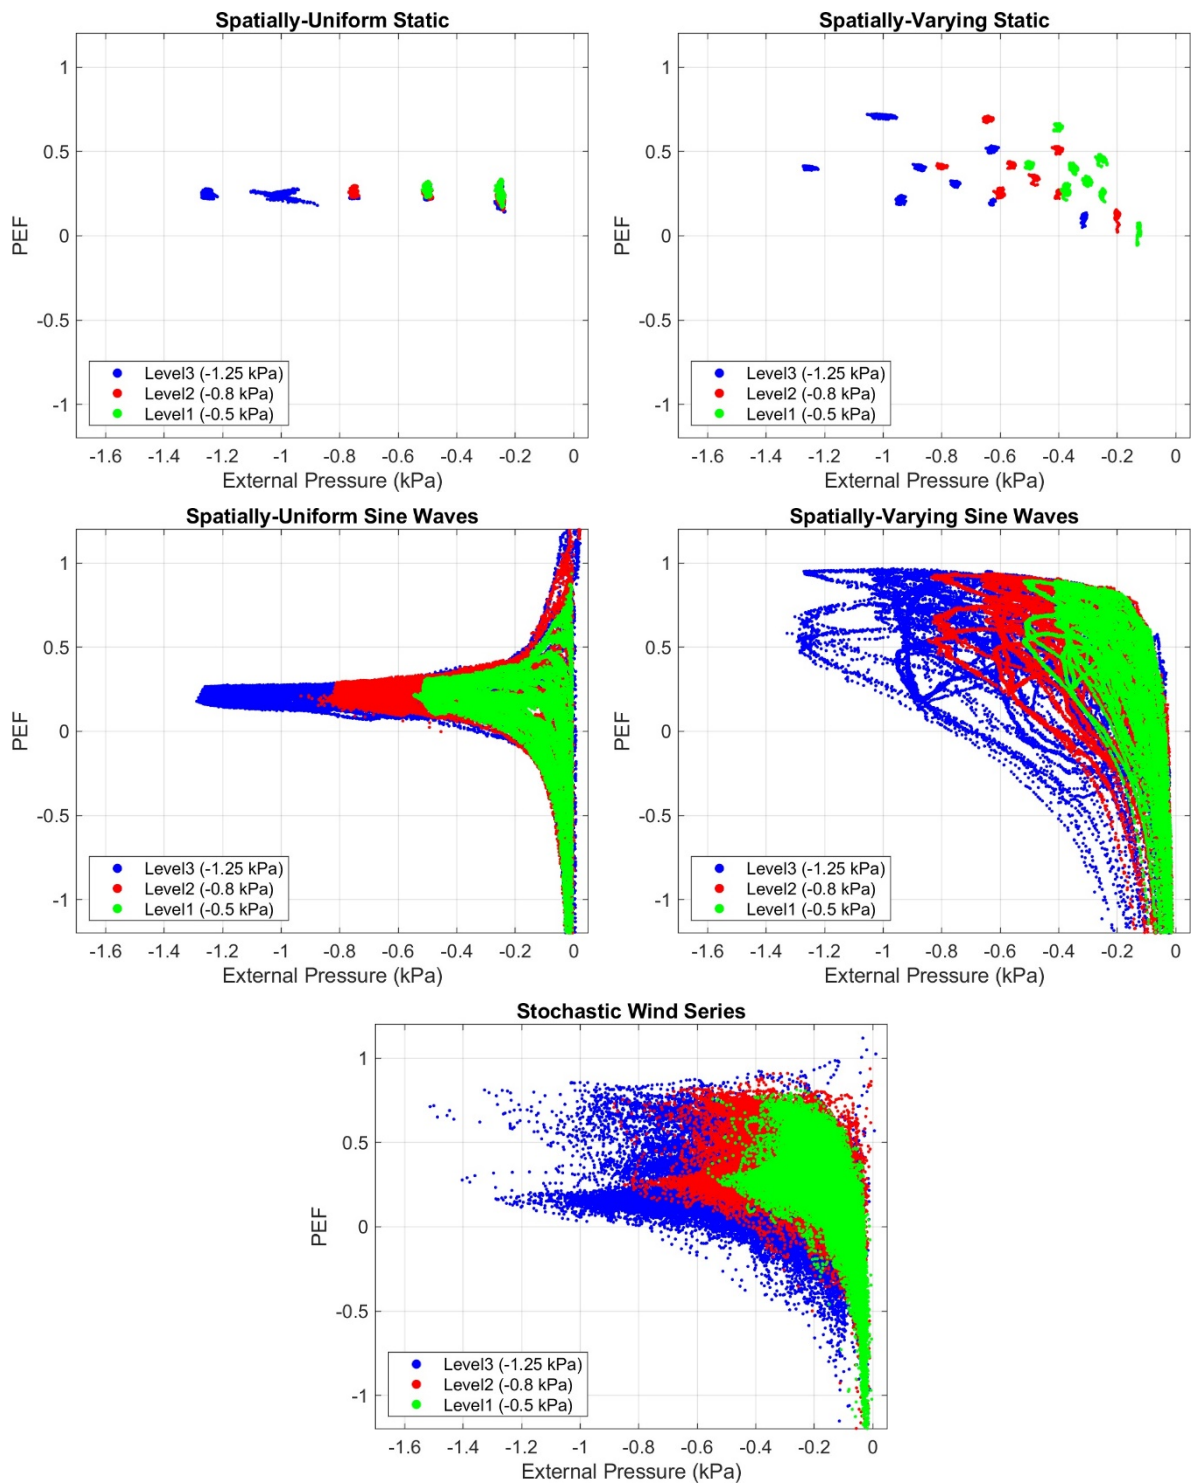 Spatially-Uniform Static
1
0.5
0
-0.5
-1
PEF
Level3 (-1.25 kPa)
Level2 (-0.8 kPa)
Level1 (-0.5 kPa)
-1.6 -1.4 -1.2 -1 -0.8 -0.6 -0.4 -0.2 0
External Pressure (kPa)
Spatially-Varying Static
1
0.5
0
-0.5
-1
PEF
Level3 (-1.25 kPa)
Level2 (-0.8 kPa)
Level1 (-0.5 kPa)
-1.6 -1.4 -1.2 -1 -0.8 -0.6 -0.4 -0.2 0
External Pressure (kPa)
Spatially-Uniform Sine Waves
1
0.5
0
-0.5
-1
PEF
Level3 (-1.25 kPa)
Level2 (-0.8 kPa)
Level1 (-0.5 kPa)
-1.6 -1.4 -1.2 -1 -0.8 -0.6 -0.4 -0.2 0
External Pressure (kPa)
Spatially-Varying Sine Waves
1
0.5
0
-0.5
-1
PEF
Level3 (-1.25 kPa)
Level2 (-0.8 kPa)
Level1 (-0.5 kPa)
-1.6 -1.4 -1.2 -1 -0.8 -0.6 -0.4 -0.2 0
External Pressure (kPa)
Stochastic Wind Series
1
0.5
0
-0.5
-1
PEF
Level3 (-1.25 kPa)
Level2 (-0.8 kPa)
Level1 (-0.5 kPa)
-1.6 -1.4 -1.2 -1 -0.8 -0.6 -0.4 -0.2 0
External Pressure (kPa)